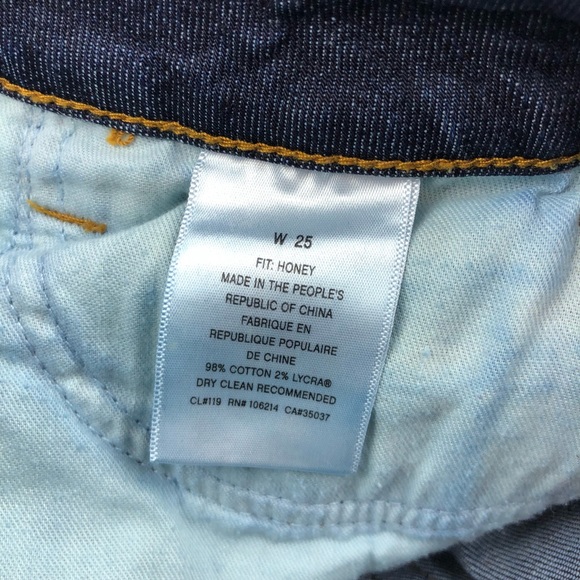 W 25
FIT: HONEY
MADE IN THE PEOPLE'S
REPUBLIC OF CHINA
FABRIQUE EN
REPUBLIQUE POPULAIRE
DE CHINE
98% COTTON 2% LYCRA®
DRY CLEAN RECOMMENDED
CL#119 RN# 106214 CA#35037